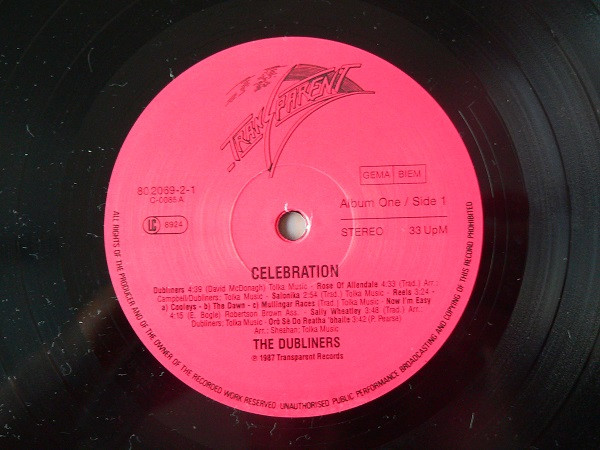 TRANSPARENT
GEMA BIEM
80 2069-2-1
C-0085 A
LC 8924
Album One / Side 1
STEREO 33 UpM
CELEBRATION
Dubliners 4:39 (David McDonagh) Tolka Music - Rose Of Allendale 4:33 (Trad.) Arr.:
Campbell/Dubliners: Tolka Music - Salonika 2:54 (Trad.) Tolka Music - Reels 3:24 -
a) Cooleys - b) The Dawn - c) Mullingar Races (Trad.) Tolka Music - Now I'm Easy
4:15 (E. Bogle) Robertson Brown Ass. - Sally Wheatley 3:48 (Trad.) Arr.:
Dubliners: Tolka Music - Orà Sè Do Reatha 'bhaile 3:42 (P. Pearse)
Arr.: Sheahan: Tolka Music
THE DUBLINERS
℗ 1987 Transparent Records
ALL RIGHTS OF THE PRODUCER AND OF THE OWNER OF THE RECORDED WORK RESERVED UNAUTHORISED PUBLIC PERFORMANCE BROADCASTING AND COPYING OF THIS RECORD PROHIBITED